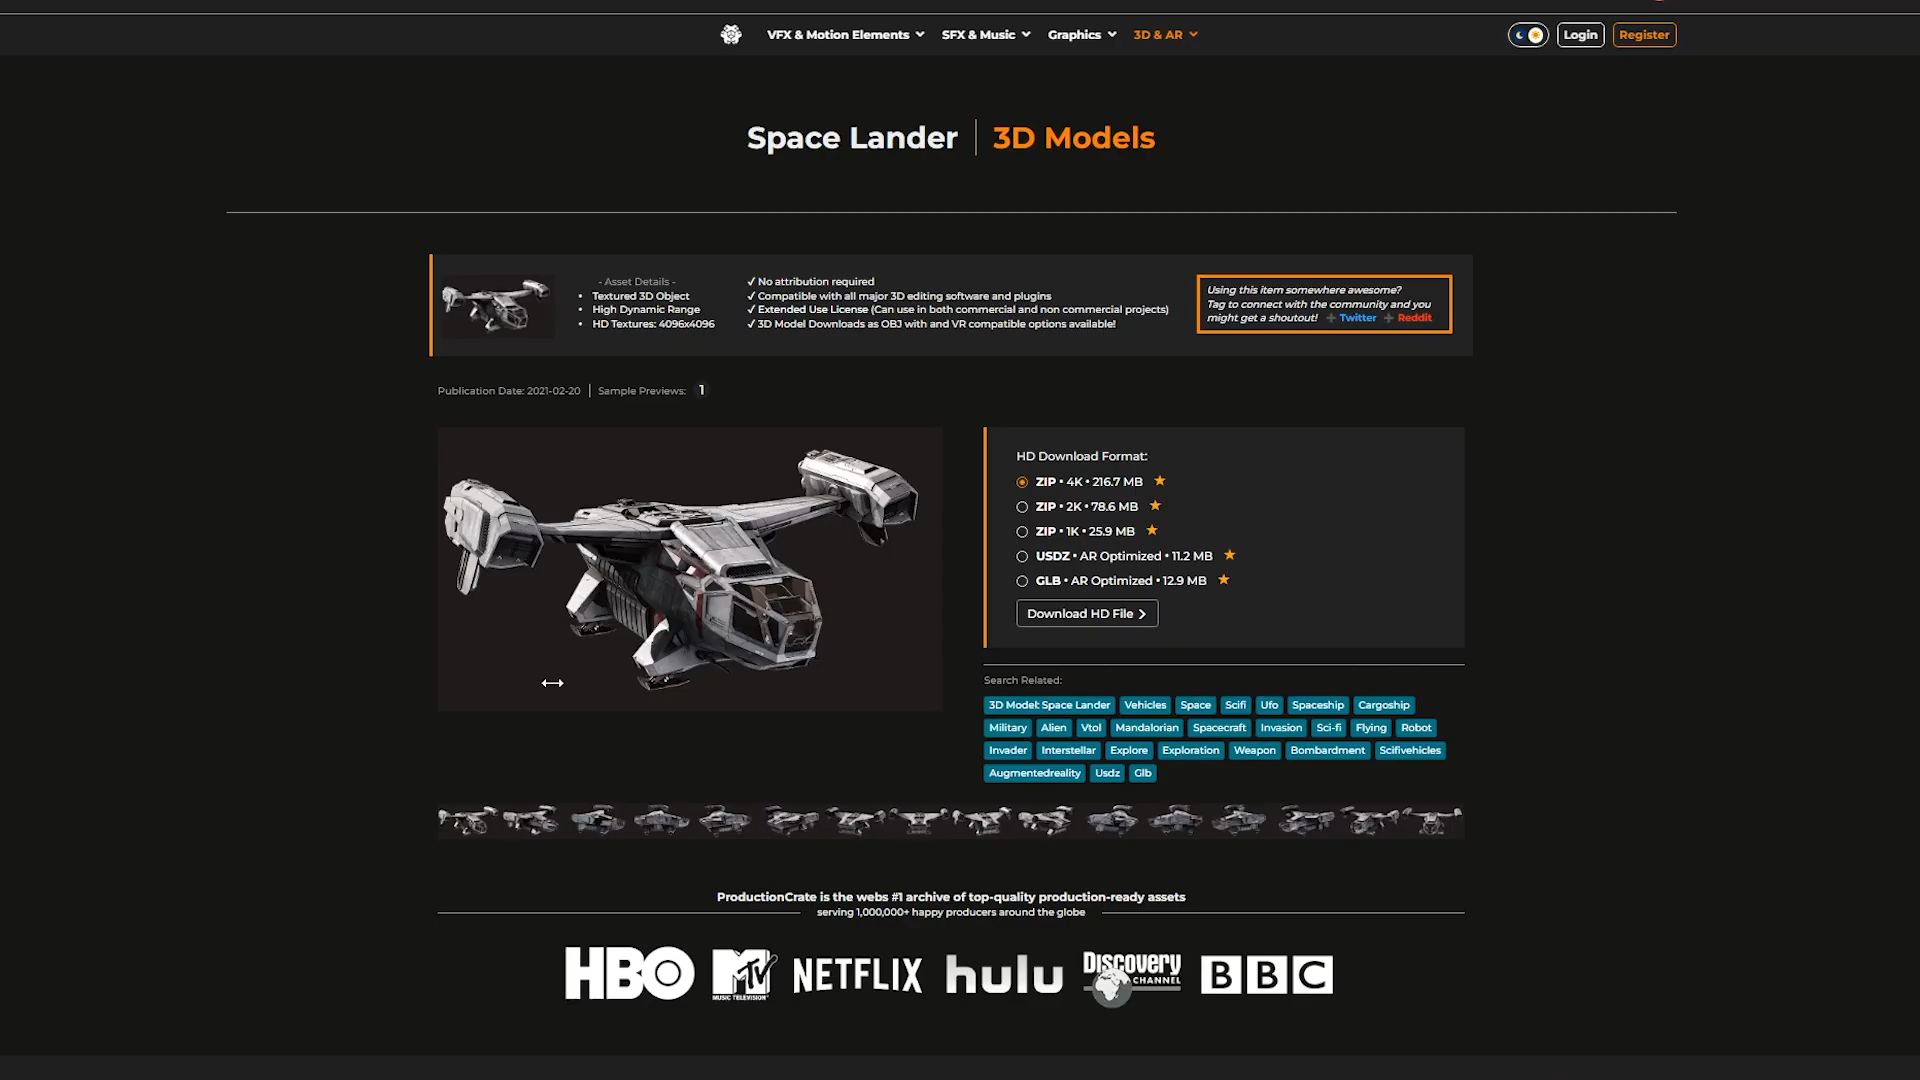 VFX & Motion Elements SFX & Music Graphics 3D & AR Login Register
Space Lander 3D Models
- Asset Details -
• Textured 3D Object
• High Dynamic Range
• HD Textures: 4096x4096
✓ No attribution required
✓ Compatible with all major 3D editing software and plugins
✓ Extended Use License (Can use in both commercial and non commercial projects)
✓ 3D Model Downloads as OBJ with and VR compatible options available!
Using this item somewhere awesome?
Tag to connect with the community and you
might get a shoutout! + Twitter + Reddit
Publication Date: 2021-02-20 | Sample Previews: 1
HD Download Format:
ZIP • 4K • 216.7 MB ★
ZIP • 2K • 78.6 MB ★
ZIP • 1K • 25.9 MB ★
USDZ • AR Optimized • 11.2 MB ★
GLB • AR Optimized • 12.9 MB ★
Download HD File >
Search Related:
3D Model: Space Lander Vehicles Space Scifi Ufo Spaceship Cargoship
Military Alien Vtol Mandalorian Spacecraft Invasion Sci-fi Flying Robot
Invader Interstellar Explore Exploration Weapon Bombardment Scifivehicles
Augmentedreality Usdz Glb
ProductionCrate is the webs #1 archive of top-quality production-ready assets
serving 1,000,000+ happy producers around the globe
HBO MTV MUSIC TELEVISION NETFLIX hulu Discovery CHANNEL BBC